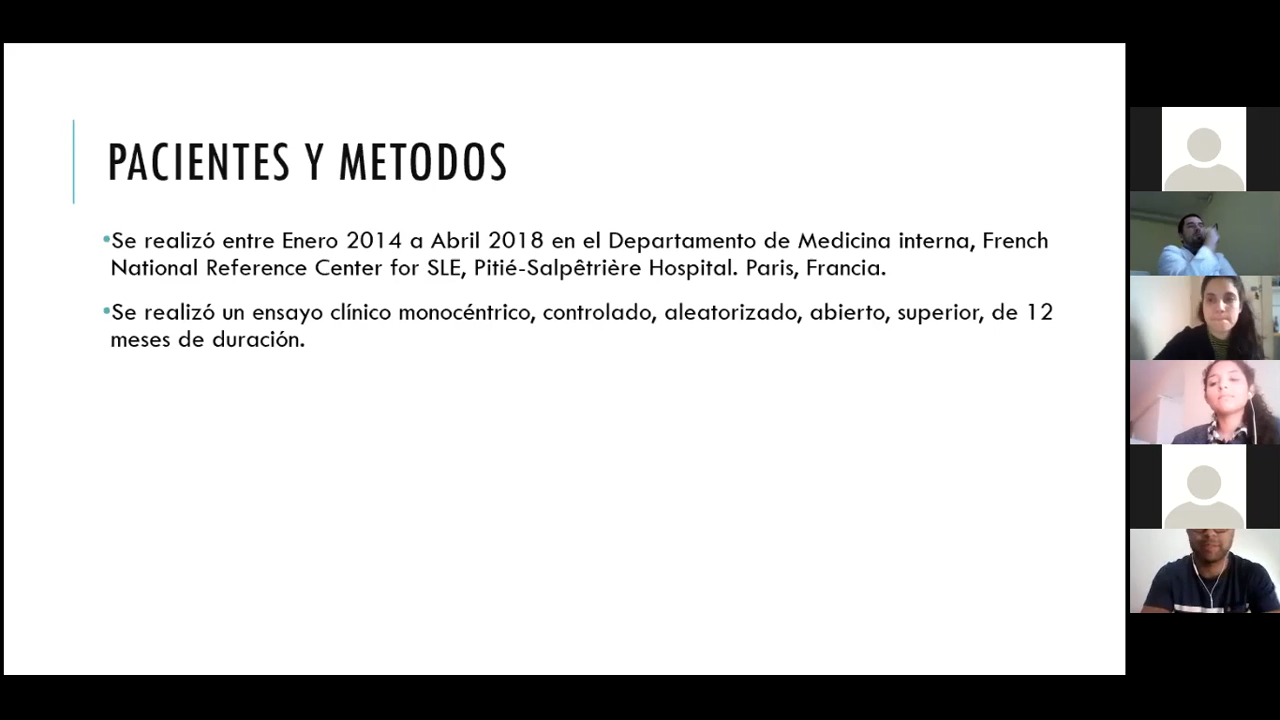 PACIENTES Y METODOS
•Se realizó entre Enero 2014 a Abril 2018 en el Departamento de Medicina interna, French
National Reference Center for SLE, Pitié-Salpêtrière Hospital. Paris, Francia.
•Se realizó un ensayo clínico monocéntrico, controlado, aleatorizado, abierto, superior, de 12
meses de duración.